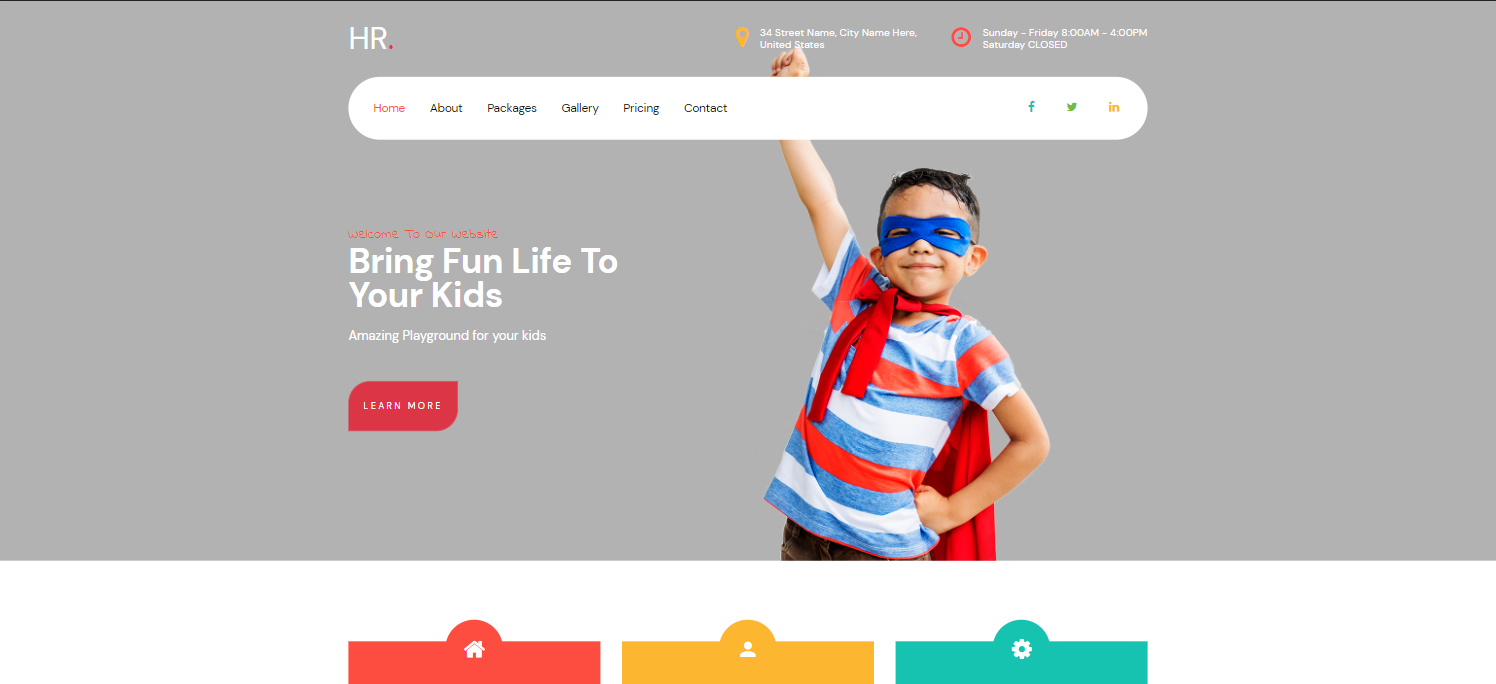 HR.
34 Street Name, City Name Here,
United States
Sunday - Friday 8:00AM - 4:00PM
Saturday CLOSED
Home About Packages Gallery Pricing Contact
Welcome To Our Website
Bring Fun Life To
Your Kids
Amazing Playground for your kids
LEARN MORE